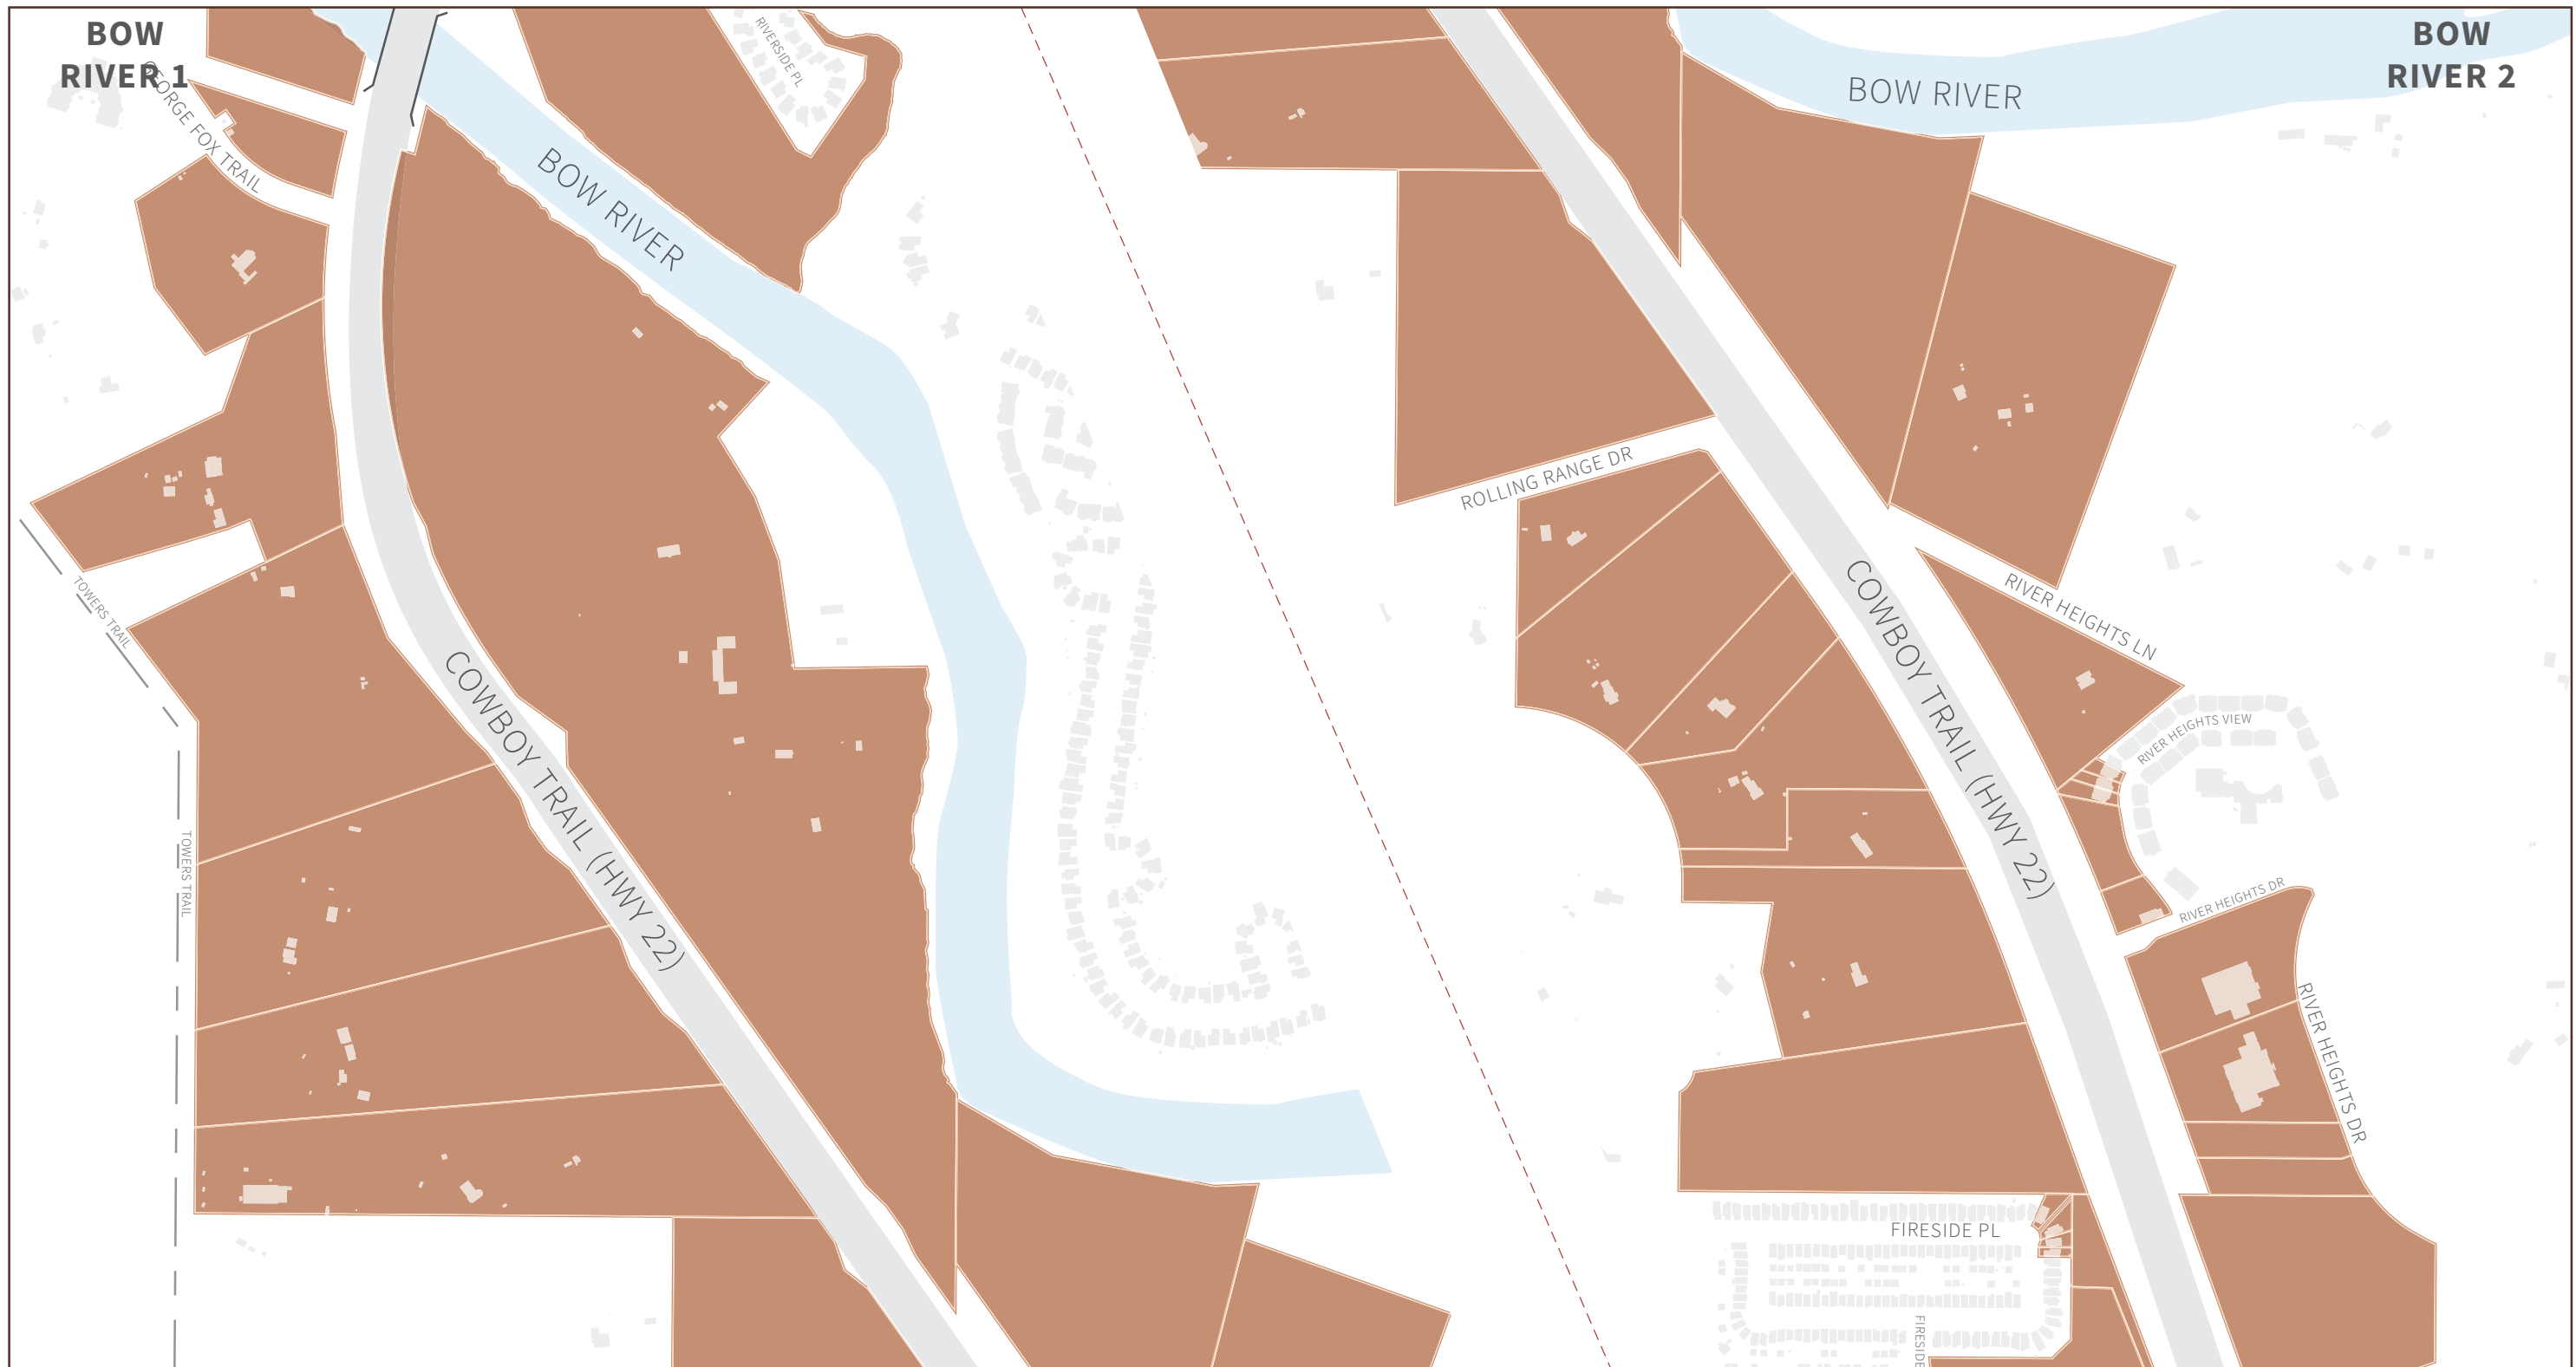 BOW
RIVER 1
BOW
RIVER 2
RIVERSIDE PL
BOW RIVER
GEORGE FOX TRAIL
BOW RIVER
ROLLING RANGE DR
TOWERS TRAIL
COWBOY TRAIL (HWY 22)
COWBOY TRAIL (HWY 22)
RIVER HEIGHTS LN
RIVER HEIGHTS VIEW
TOWERS TRAIL
RIVER HEIGHTS DR
RIVER HEIGHTS DR
FIRESIDE PL
FIRESIDE